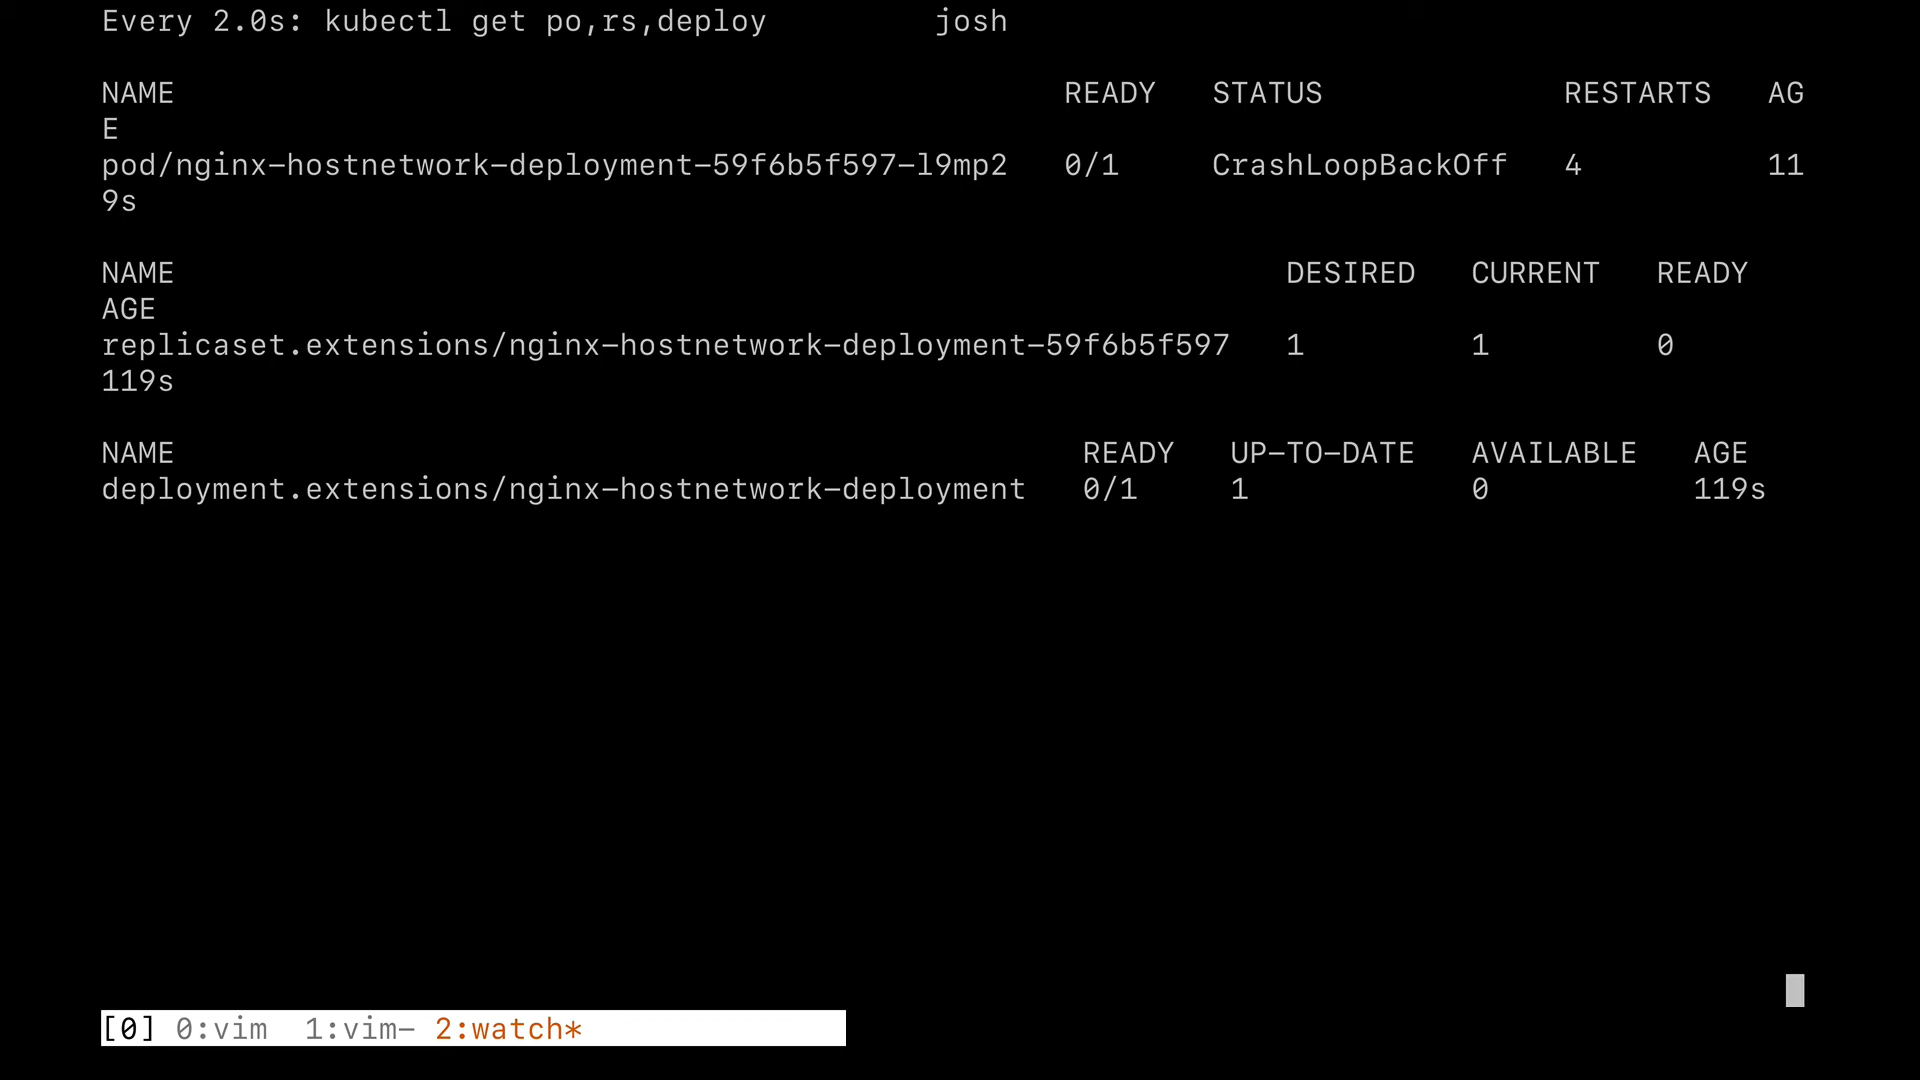 Every 2.0s: kubectl get po,rs,deploy josh
NAME READY STATUS RESTARTS AG
E
pod/nginx-hostnetwork-deployment-59f6b5f597-l9mp2 0/1 CrashLoopBackOff 4 11
9s
NAME DESIRED CURRENT READY
AGE
replicaset.extensions/nginx-hostnetwork-deployment-59f6b5f597 1 1 0
119s
NAME READY UP-TO-DATE AVAILABLE AGE
deployment.extensions/nginx-hostnetwork-deployment 0/1 1 0 119s
[0] 0:vim 1:vim- 2:watch*